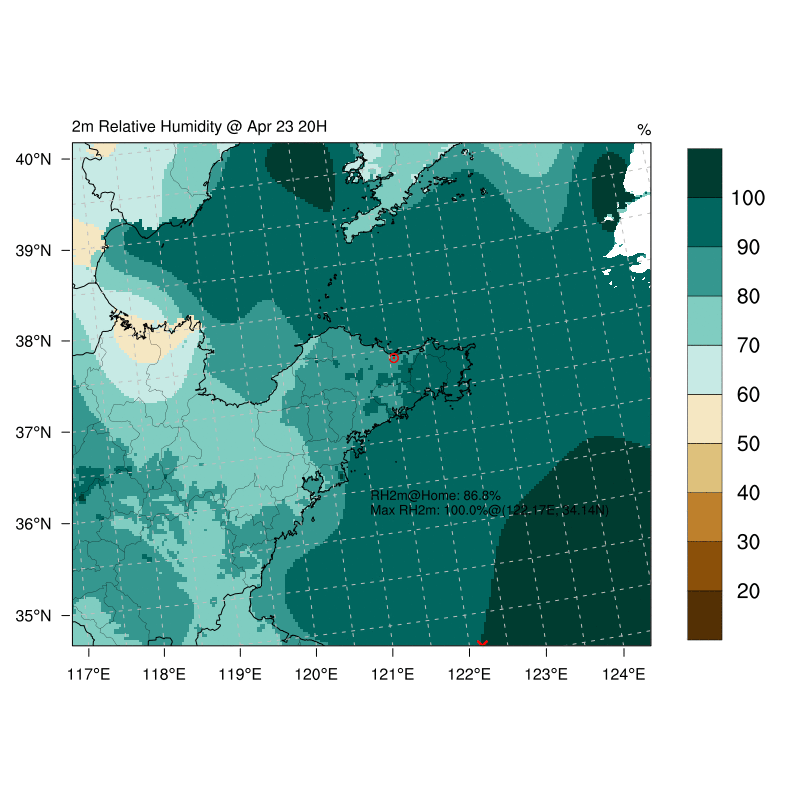 2m Relative Humidity @ Apr 23 20H
%
40°N
39°N
38°N
37°N
36°N
35°N
117°E
118°E
119°E
120°E
121°E
122°E
123°E
124°E
100
90
80
70
60
50
40
30
20
RH2m@Home: 86.8%
Max RH2m: 100.0%@(122.17E, 34.14N)